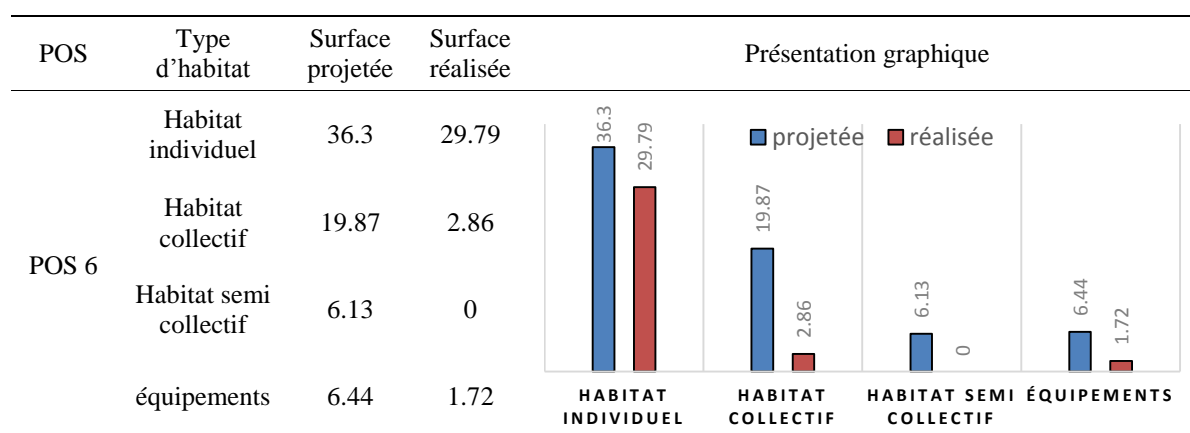 POS
Type
d’habitat
Surface
projetée
Surface
réalisée
Présentation graphique
POS 6
Habitat
individuel
36.3
29.79
Habitat
collectif
19.87
2.86
Habitat semi
collectif
6.13
0
équipements
6.44
1.72
projetée
réalisée
36.3
29.79
19.87
2.86
6.13
0
6.44
1.72
HABITAT
INDIVIDUEL
HABITAT
COLLECTIF
HABITAT SEMI
COLLECTIF
ÉQUIPEMENTS